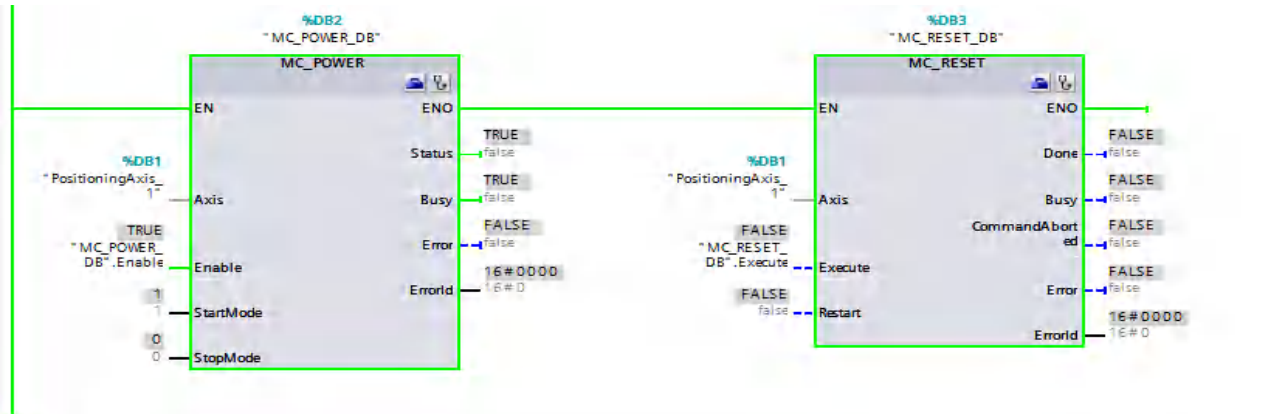 %DB2
"MC_POWER_DB"
MC_POWER
EN
ENO
TRUE
Status
false
%DB1
"PositioningAxis_
1"
Axis
TRUE
Busy
false
TRUE
"MC_POWER_
DB".Enable
Enable
FALSE
Error
false
16#0000
ErrorId
16#0
1
1
StartMode
0
0
StopMode
%DB3
"MC_RESET_DB"
MC_RESET
EN
ENO
FALSE
Done
false
%DB1
"PositioningAxis_
1"
Axis
FALSE
Busy
false
FALSE
"MC_RESET_
DB".Execute
Execute
CommandAbort
ed
FALSE
false
FALSE
false
Restart
FALSE
Error
false
16#0000
ErrorId
16#0